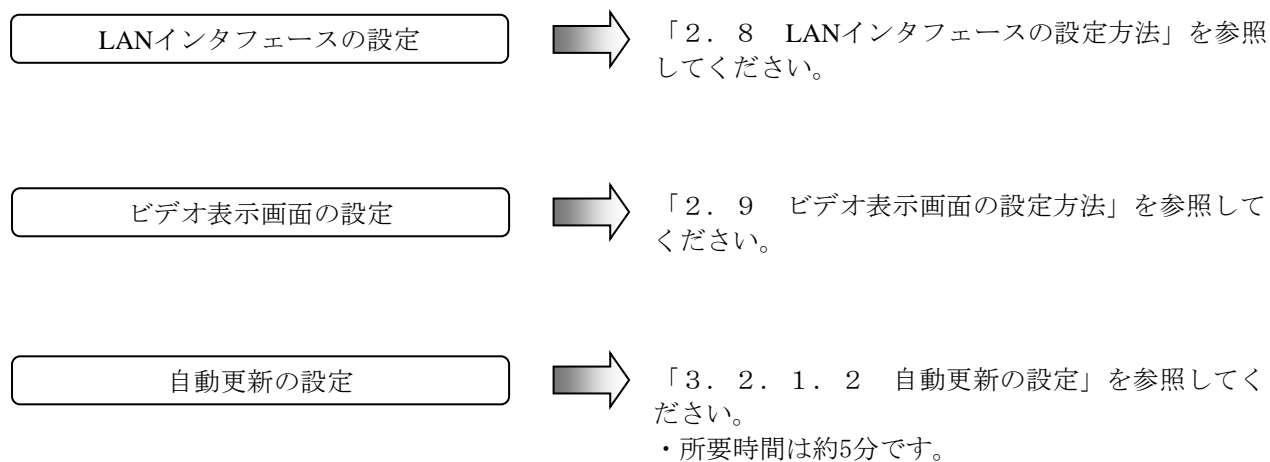 LANインタフェースの設定
「２．８　LANインタフェースの設定方法」を参照
してください。
ビデオ表示画面の設定
「２．９　ビデオ表示画面の設定方法」を参照して
ください。
自動更新の設定
「３．２．１．２　自動更新の設定」を参照してく
ださい。
・所要時間は約5分です。